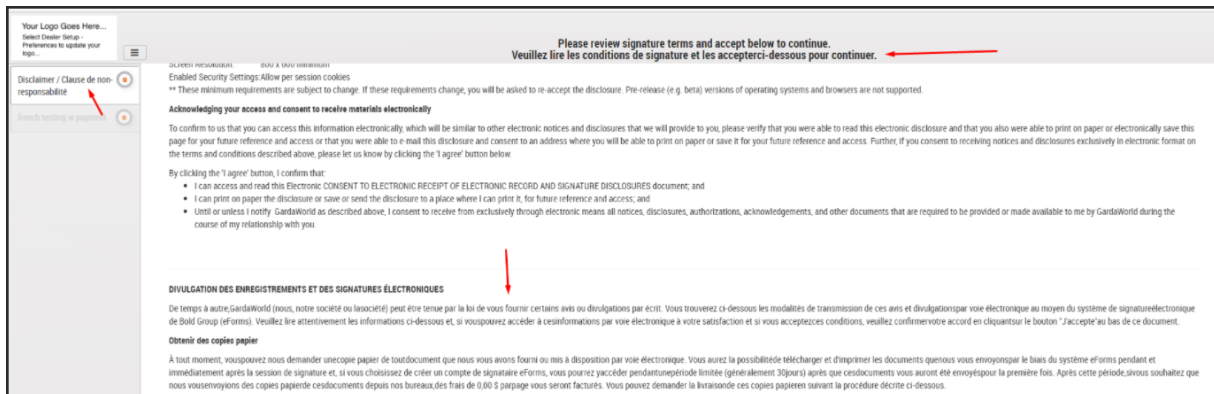 Your Logo Goes Here...
Select Dealer Setup -
Preferences to update your
logo...
Please review signature terms and accept below to continue.
Veuillez lire les conditions de signature et les accepterci-dessous pour continuer.
Disclaimer / Clause de non-
responsabilité
french testing w payment
Screen Resolution: 800 x 600 minimum
Enabled Security Settings:Allow per session cookies
** These minimum requirements are subject to change. If these requirements change, you will be asked to re-accept the disclosure. Pre-release (e.g. beta) versions of operating systems and browsers are not supported.
Acknowledging your access and consent to receive materials electronically
To confirm to us that you can access this information electronically, which will be similar to other electronic notices and disclosures that we will provide to you, please verify that you were able to read this electronic disclosure and that you also were able to print on paper or electronically save this
page for your future reference and access or that you were able to e-mail this disclosure and consent to an address where you will be able to print on paper or save it for your future reference and access. Further, if you consent to receiving notices and disclosures exclusively in electronic format on
the terms and conditions described above, please let us know by clicking the 'I agree' button below.
By clicking the 'I agree' button, I confirm that:
• I can access and read this Electronic CONSENT TO ELECTRONIC RECEIPT OF ELECTRONIC RECORD AND SIGNATURE DISCLOSURES document; and
• I can print on paper the disclosure or save or send the disclosure to a place where I can print it, for future reference and access; and
• Until or unless I notify GardaWorld as described above, I consent to receive from exclusively through electronic means all notices, disclosures, authorizations, acknowledgements, and other documents that are required to be provided or made available to me by GardaWorld during the
course of my relationship with you.
DIVULGATION DES ENREGISTREMENTS ET DES SIGNATURES ÉLECTRONIQUES
De temps à autre,GardaWorld (nous, notre société ou lasociété) peut être tenue par la loi de vous fournir certains avis ou divulgations par écrit. Vous trouverez ci-dessous les modalités de transmission de ces avis et divulgationspar voie électronique au moyen du système de signatureélectronique
de Bold Group (eForms). Veuillez lire attentivement les informations ci-dessous et, si vouspouvez accéder à cesinformations par voie électronique à votre satisfaction et si vous acceptezces conditions, veuillez confirmervotre accord en cliquantsur le bouton "J'accepte"au bas de ce document.
Obtenir des copies papier
À tout moment, vouspouvez nous demander unecopie papier de toutdocument que nous vous avons fourni ou mis à disposition par voie électronique. Vous aurez la possibilitéde télécharger et d'imprimer les documents quenous vous envoyonspar le biais du système eForms pendant et
immédiatement après la session de signature et, si vous choisissez de créer un compte de signataire eForms, vous pourrez yaccéder pendantunepériode limitée (généralement 30jours) après que cesdocuments vous auront été envoyéspour la première fois. Après cette période,sivous souhaitez que
nous vousenvoyions des copies papierde cesdocuments depuis nos bureaux,des frais de 0,00 $ parpage vous seront facturés. Vous pouvez demander la livraisonde ces copies papieren suivant la procédure décrite ci-dessous.